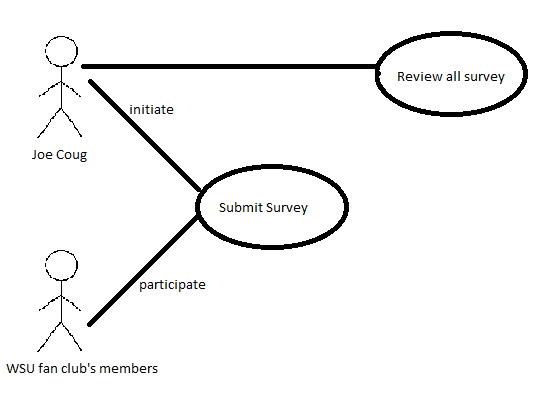 Review all survey
initiate
Joe Coug
Submit Survey
participate
WSU fan club's members